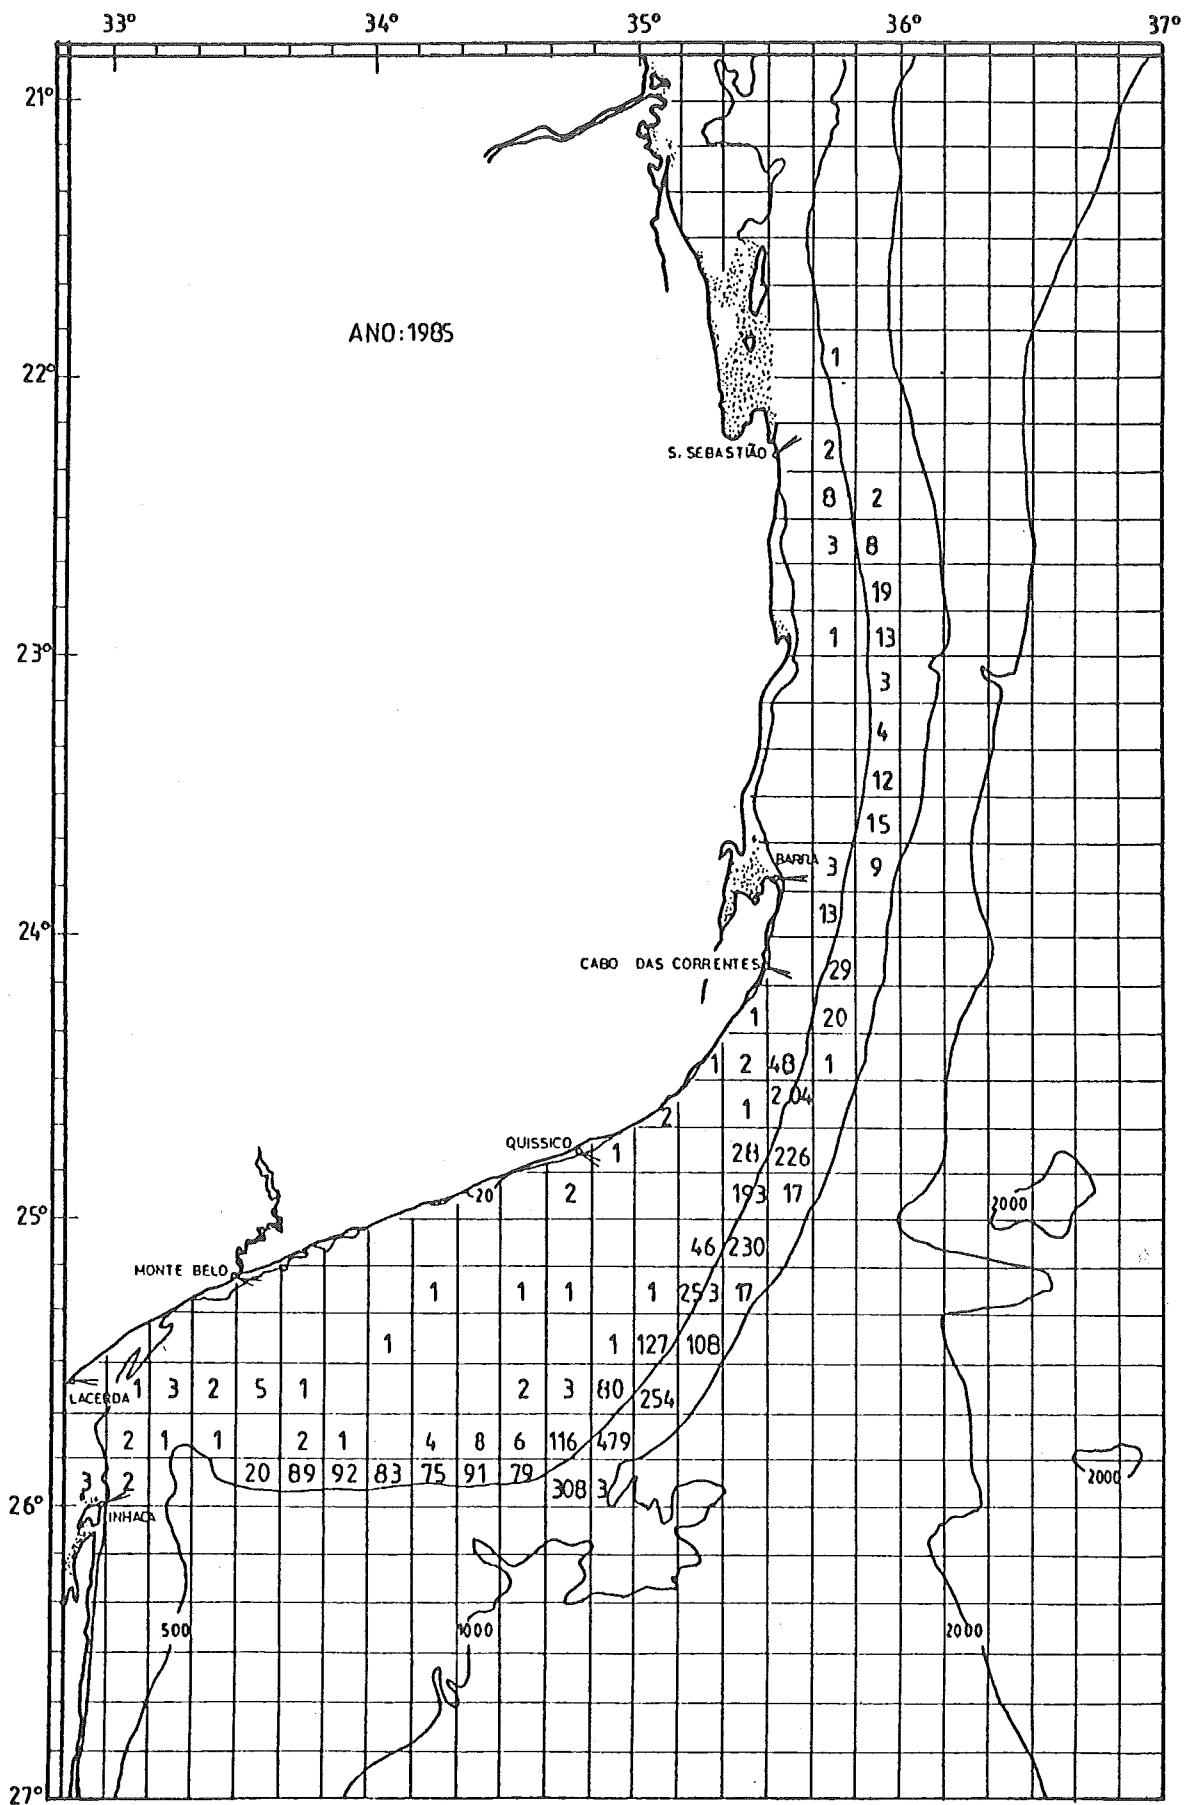 33° 34° 35° 36° 37°
21°
ANO:1985
1
22°
S. SEBASTIÃO
2
8 2
3 8
19
23° 1 13
3
4
12
15
BARRA 3 9
24° 13
CABO DAS CORRENTES 29
1 20
1 2 48 1
2 1 204
QUISSICO 1 28 226
20 2 193 17
2000
25°
46 230
MONTE BELO
1 1 1 1 253 17
1 1 127 108
LACERDA 1 3 2 5 1 2 3 80 254
2 1 1 2 1 4 8 6 116 479
3 2 20 89 92 83 75 91 79 308 3
2000
26°
INHACA
500 1000 2000
27°